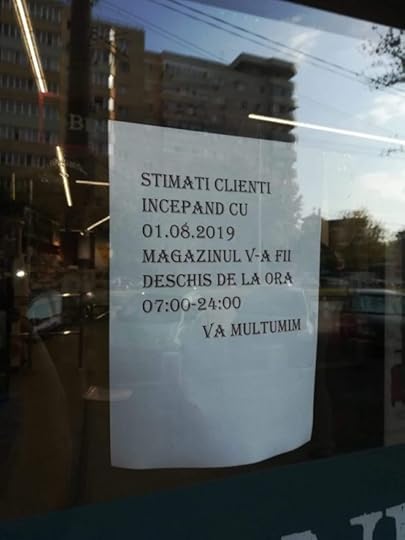 STIMATI CLIENTI
INCEPAND CU
01.08.2019
MAGAZINUL V-A FII
DESCHIS DE LA ORA
07:00-24:00
VA MULTUMIM